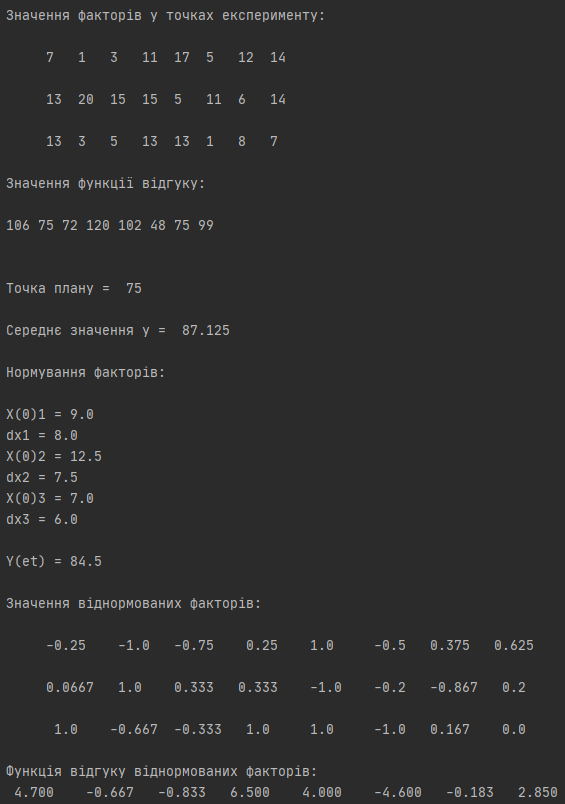 Значення факторів у точках експерименту:
7 1 3 11 17 5 12 14
13 20 15 15 5 11 6 14
13 3 5 13 13 1 8 7
Значення функції відгуку:
106 75 72 120 102 48 75 99
Точка плану = 75
Середнє значення y = 87.125
Нормування факторів:
X(0)1 = 9.0
dx1 = 8.0
X(0)2 = 12.5
dx2 = 7.5
X(0)3 = 7.0
dx3 = 6.0
Y(et) = 84.5
Значення віднормованих факторів:
-0.25 -1.0 -0.75 0.25 1.0 -0.5 0.375 0.625
0.0667 1.0 0.333 0.333 -1.0 -0.2 -0.867 0.2
1.0 -0.667 -0.333 1.0 1.0 -1.0 0.167 0.0
Функція відгуку віднормованих факторів:
4.700 -0.667 -0.833 6.500 4.000 -4.600 -0.183 2.850